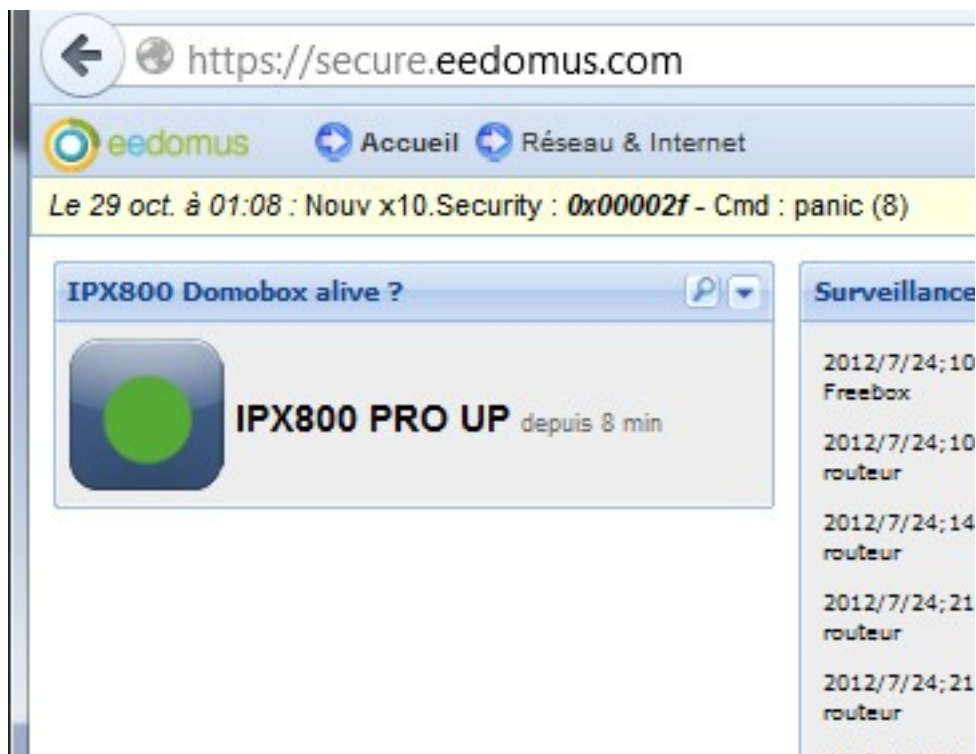 https://secure.eedomus.com
eedomus Accueil Réseau & Internet
Le 29 oct. à 01:08 : Nouv x10.Security : 0x00002f - Cmd : panic (8)
IPX800 Domobox alive ?
IPX800 PRO UP depuis 8 min
Surveillance
2012/7/24;10
Freebox
2012/7/24;10
routeur
2012/7/24;14
routeur
2012/7/24;21
routeur
2012/7/24;21
routeur